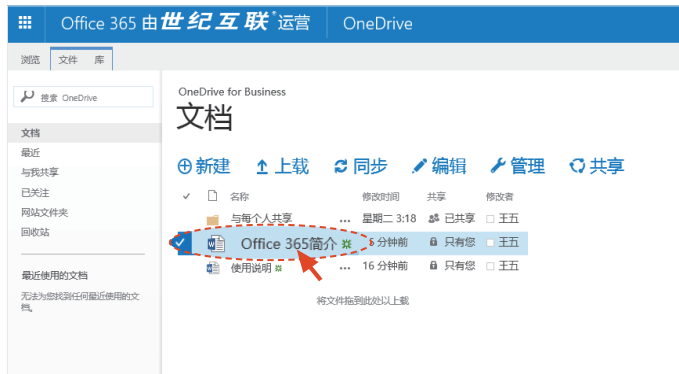 Office 365 由世纪互联运营 OneDrive
浏览 文件 库
搜索 OneDrive
文档
最近
与我共享
已关注
网站文件夹
回收站
最近使用的文档
无法为您找到任何最近使用的文
档。
OneDrive for Business
文档
新建 上载 同步 编辑 管理 共享
名称 修改时间 共享 修改者
与每个人共享 ... 星期二 3:18 已共享 王五
Office 365简介 分钟前 只有您 王五
使用说明 ... 16 分钟前 只有您 王五
将文件拖到此处以上载